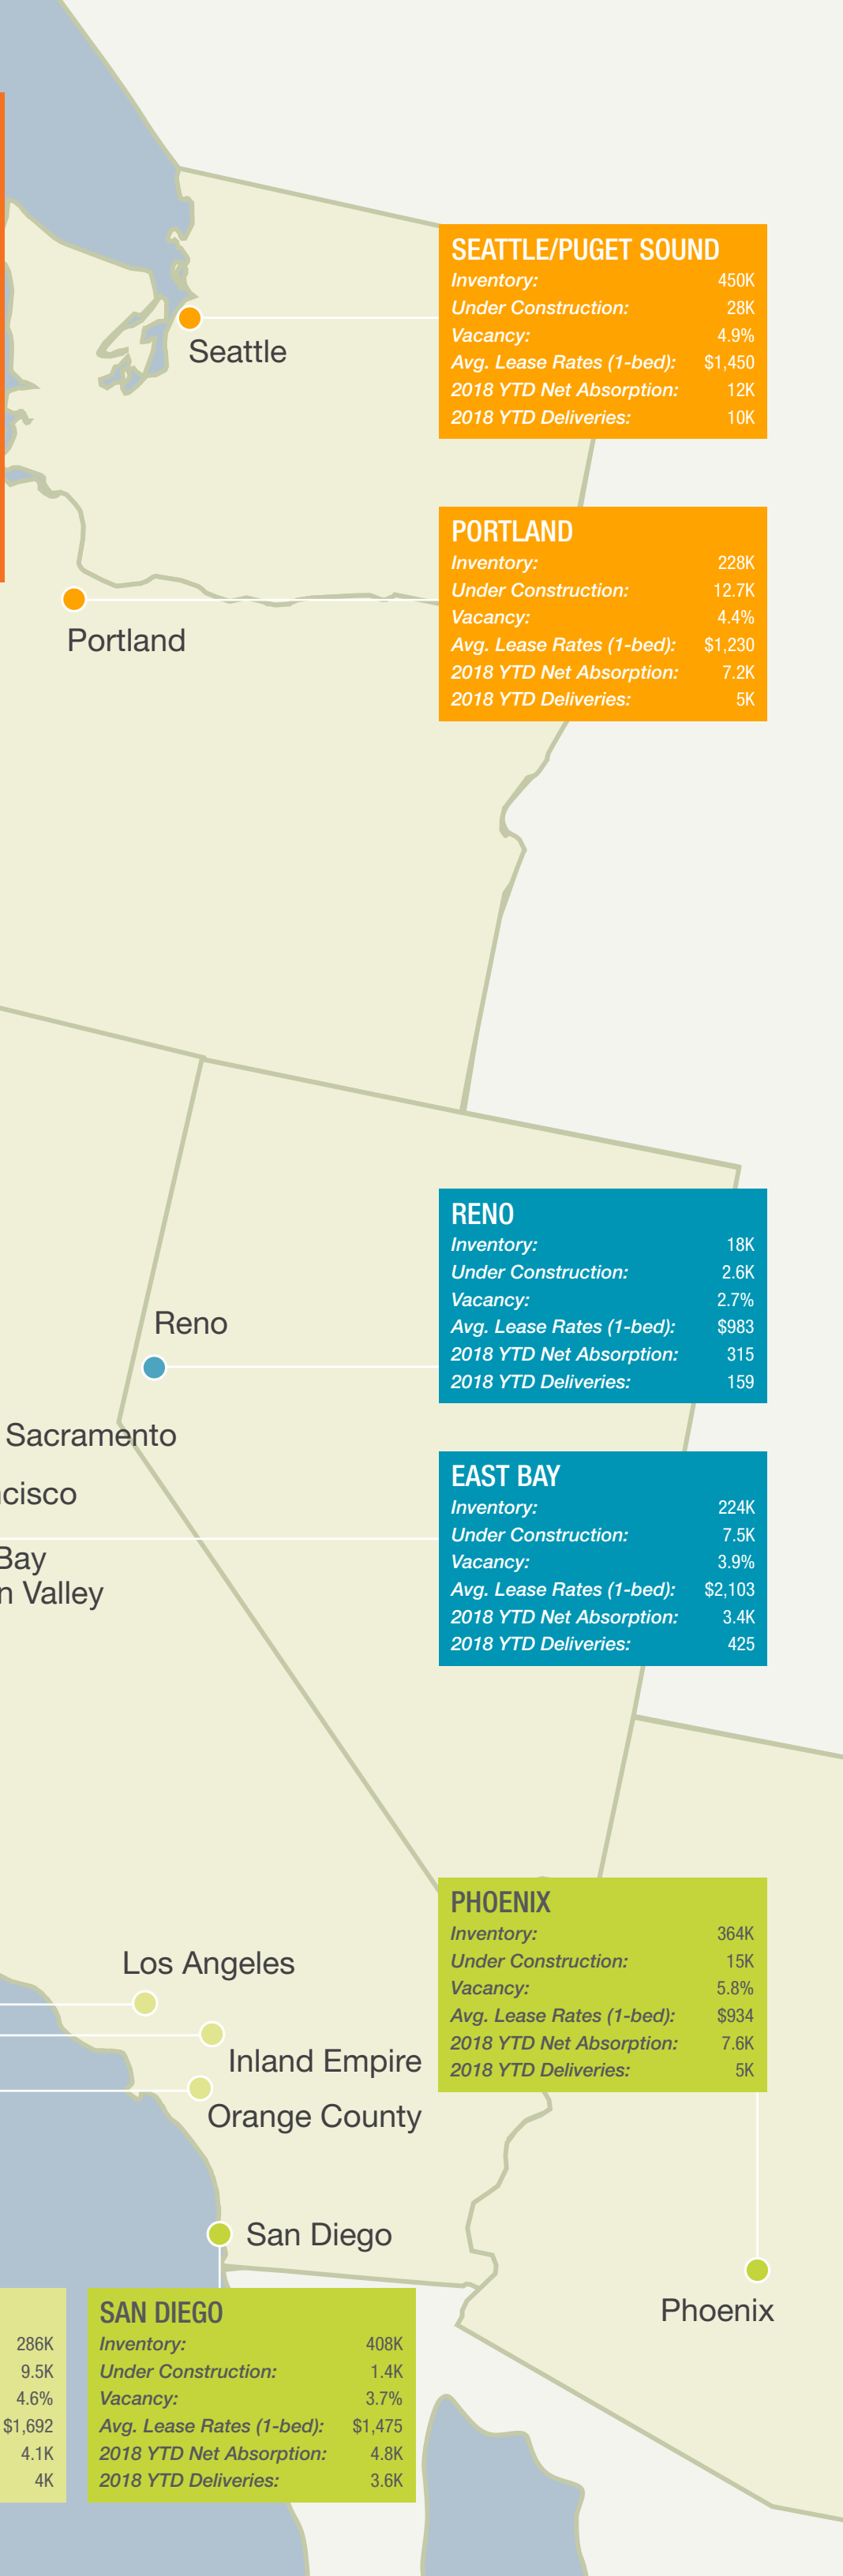 SEATTLE/PUGET SOUND
Inventory: 450K
Under Construction: 28K
Vacancy: 4.9%
Avg. Lease Rates (1-bed): $1,450
2018 YTD Net Absorption: 12K
2018 YTD Deliveries: 10K
Seattle
PORTLAND
Inventory: 228K
Under Construction: 12.7K
Vacancy: 4.4%
Avg. Lease Rates (1-bed): $1,230
2018 YTD Net Absorption: 7.2K
2018 YTD Deliveries: 5K
Portland
RENO
Inventory: 18K
Under Construction: 2.6K
Vacancy: 2.7%
Avg. Lease Rates (1-bed): $983
2018 YTD Net Absorption: 315
2018 YTD Deliveries: 159
Reno
Sacramento
cisco
Bay
n Valley
EAST BAY
Inventory: 224K
Under Construction: 7.5K
Vacancy: 3.9%
Avg. Lease Rates (1-bed): $2,103
2018 YTD Net Absorption: 3.4K
2018 YTD Deliveries: 425
PHOENIX
Inventory: 364K
Under Construction: 15K
Vacancy: 5.8%
Avg. Lease Rates (1-bed): $934
2018 YTD Net Absorption: 7.6K
2018 YTD Deliveries: 5K
Los Angeles
Inland Empire
Orange County
San Diego
Phoenix
286K
9.5K
4.6%
$1,692
4.1K
4K
SAN DIEGO
Inventory: 408K
Under Construction: 1.4K
Vacancy: 3.7%
Avg. Lease Rates (1-bed): $1,475
2018 YTD Net Absorption: 4.8K
2018 YTD Deliveries: 3.6K